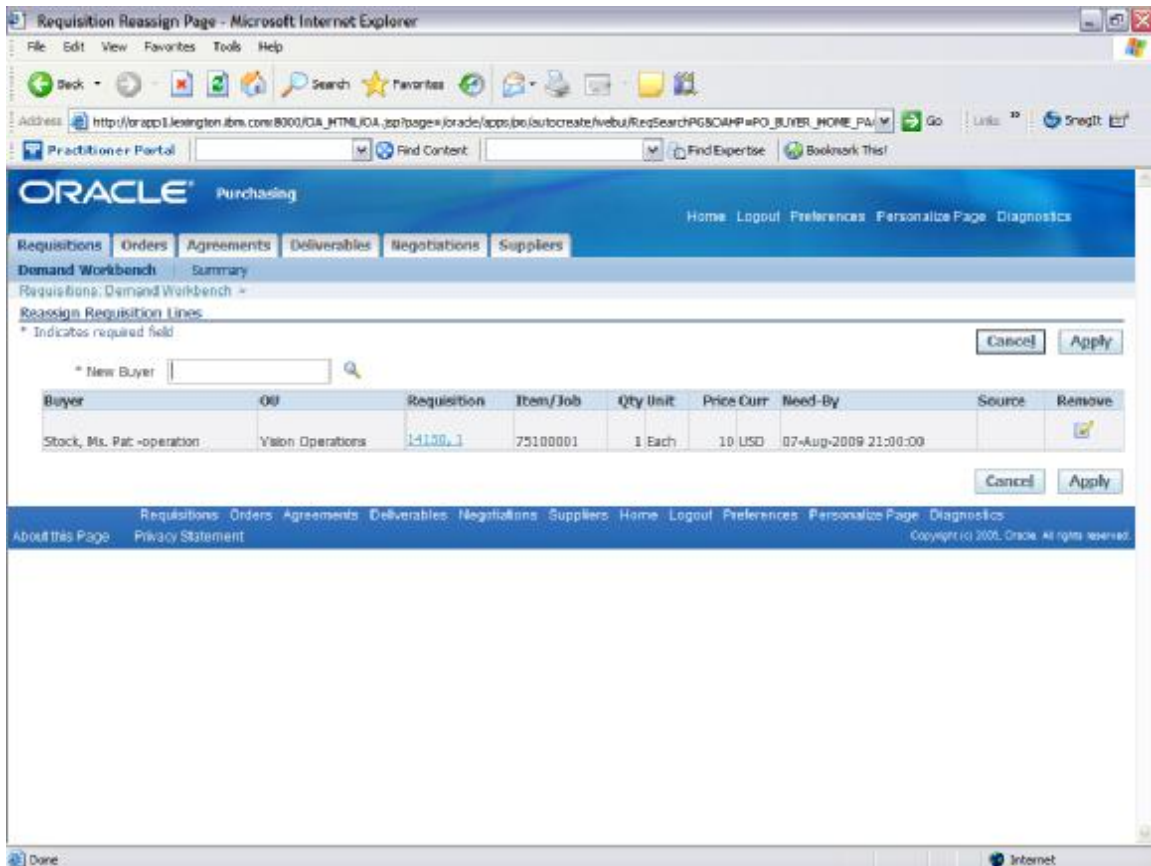 Requisition Reassign Page - Microsoft Internet Explorer
File Edit View Favorites Tools Help
Back Search Favorites
Address http://orapp1.lexington.ibm.com:8000/OA_HTML/OA.jsp?page=/oracle/apps/po/autocreate/webui/ReqSearchPG&OAHP=PO_BUYER_HOME_PA Go Links » SnagIt
Practitioner Portal Find Content Find Expertise Bookmark This!
ORACLE Purchasing
Home Logout Preferences Personalize Page Diagnostics
Requisitions Orders Agreements Deliverables Negotiations Suppliers
Demand Workbench Summary
Requisitions: Demand Workbench >
Reassign Requisition Lines
* Indicates required field
Cancel Apply
* New Buyer
Buyer OU Requisition Item/Job Qty Unit Price Curr Need-By Source Remove
Stock, Ms. Pat -operation Vision Operations 14150, 1 75100001 1 Each 10 USD 07-Aug-2009 21:00:00
Cancel Apply
Requisitions Orders Agreements Deliverables Negotiations Suppliers Home Logout Preferences Personalize Page Diagnostics
About this Page Privacy Statement Copyright (c) 2005, Oracle. All rights reserved.
Done Internet